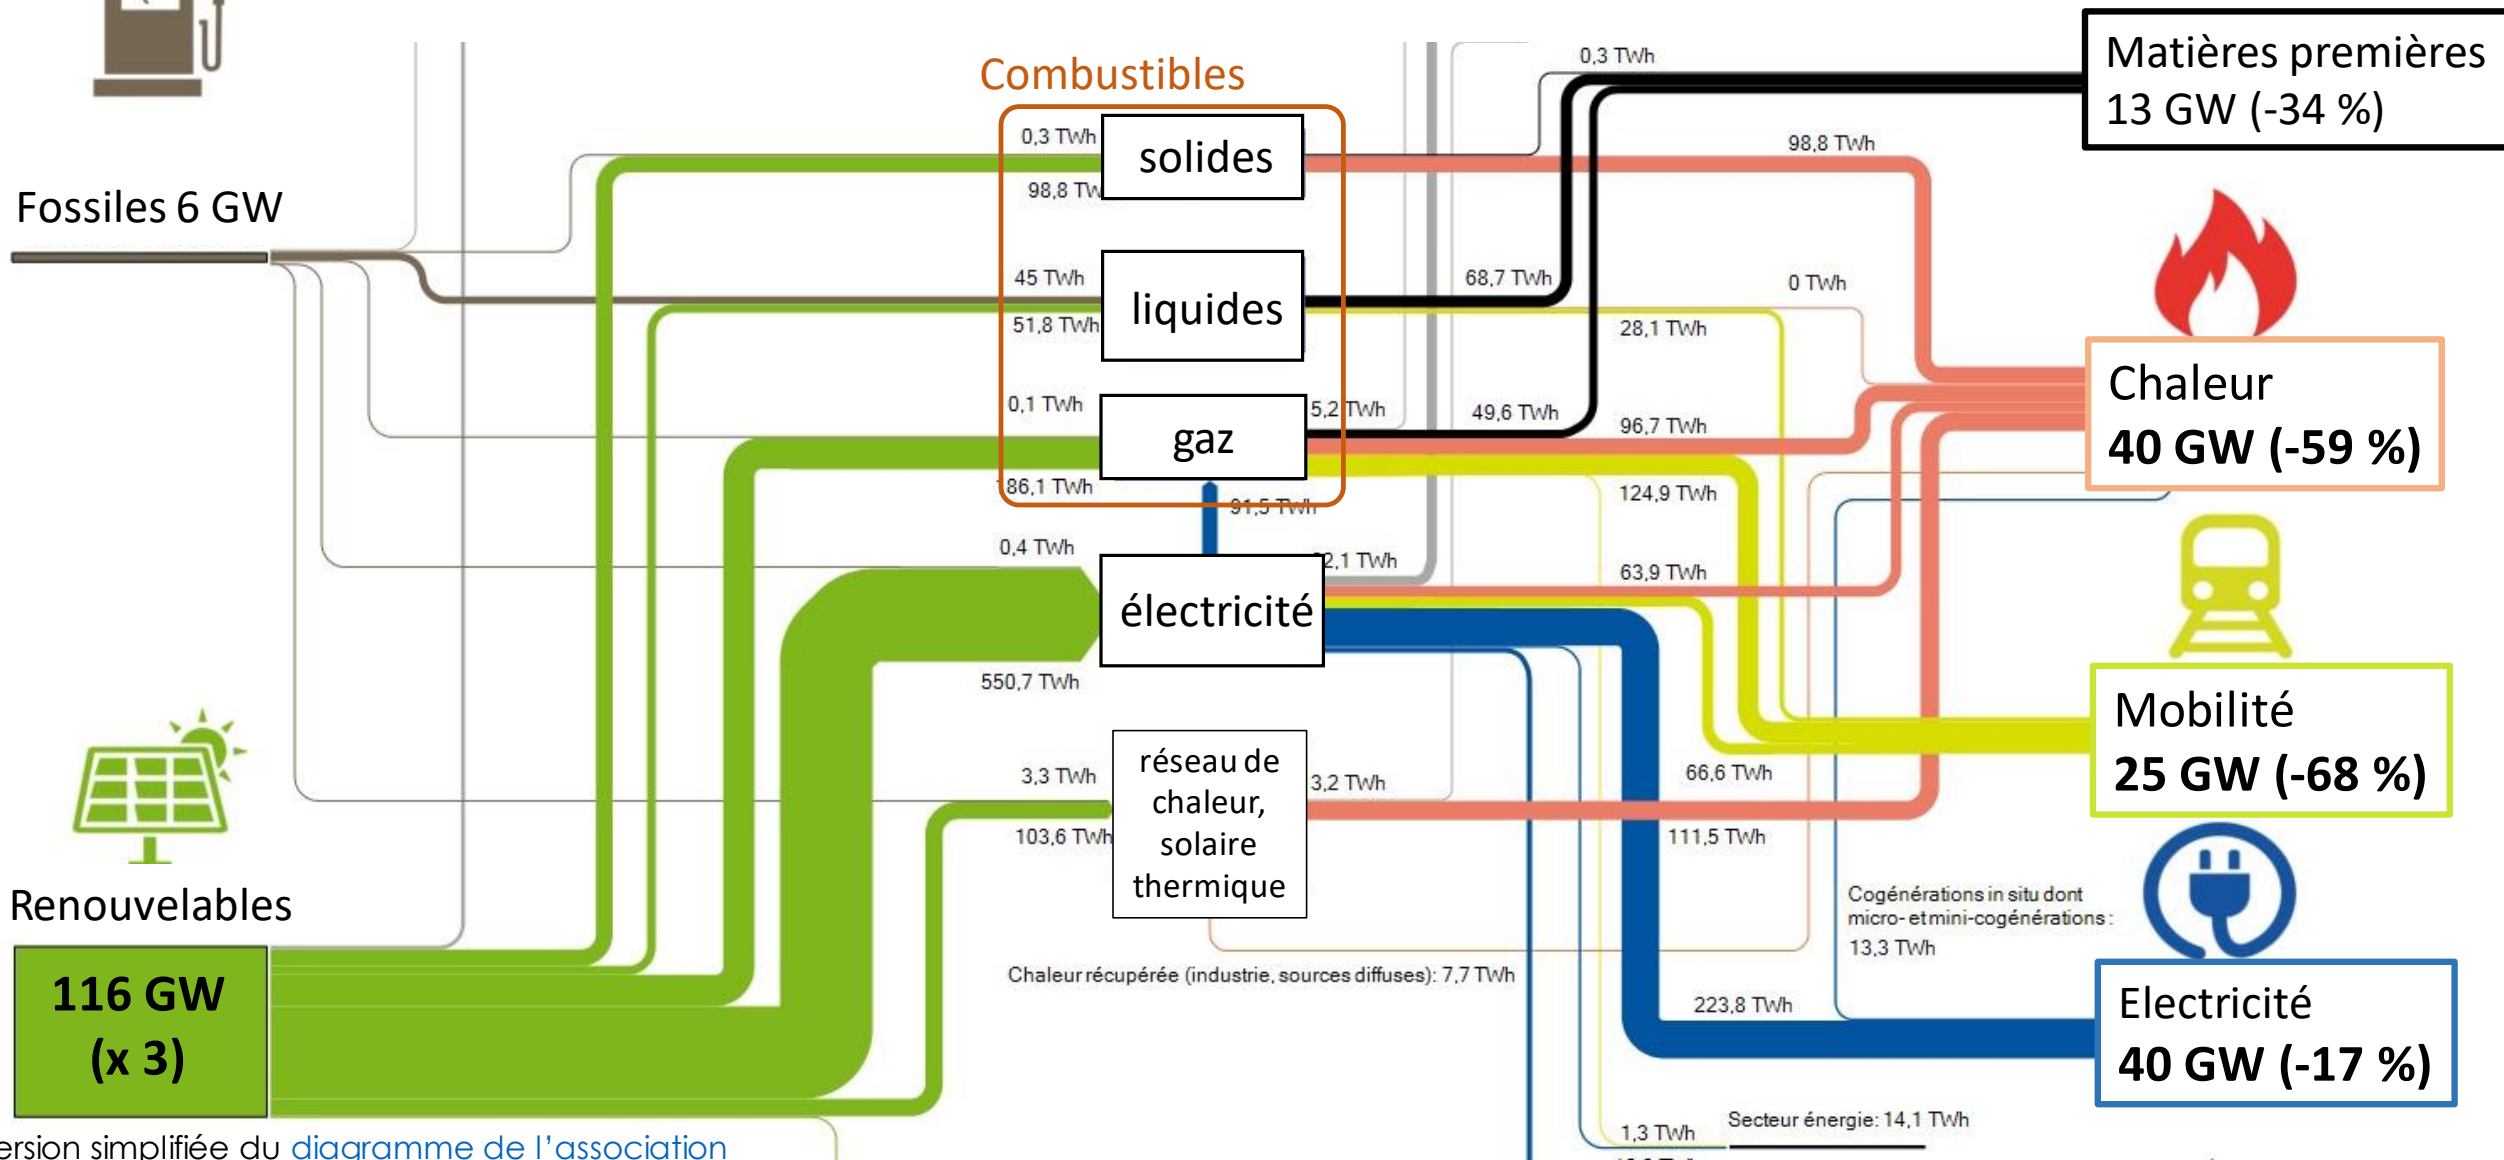 Combustibles
0,3 TWh
Matières premières
13 GW (-34 %)
0,3 TWh
solides
98,8 TWh
98,8 TW
Fossiles 6 GW
45 TWh
liquides
68,7 TWh
0 TWh
51,8 TWh
28,1 TWh
Chaleur
40 GW (-59 %)
0,1 TWh
gaz
5,2 TWh
49,6 TWh
96,7 TWh
86,1 TWh
91,5 TWh
124,9 TWh
0,4 TWh
2,1 TWh
63,9 TWh
électricité
550,7 TWh
Mobilité
25 GW (-68 %)
3,3 TWh
réseau de
chaleur,
solaire
thermique
3,2 TWh
66,6 TWh
103,6 TWh
111,5 TWh
Renouvelables
116 GW
(x 3)
Cogénérations in situ dont
micro- et mini-cogénérations :
13,3 TWh
Chaleur récupérée (industrie, sources diffuses): 7,7 TWh
223,8 TWh
Electricité
40 GW (-17 %)
Secteur énergie: 14,1 TWh
1,3 TWh
ersion simplifiée du diagramme de l’association